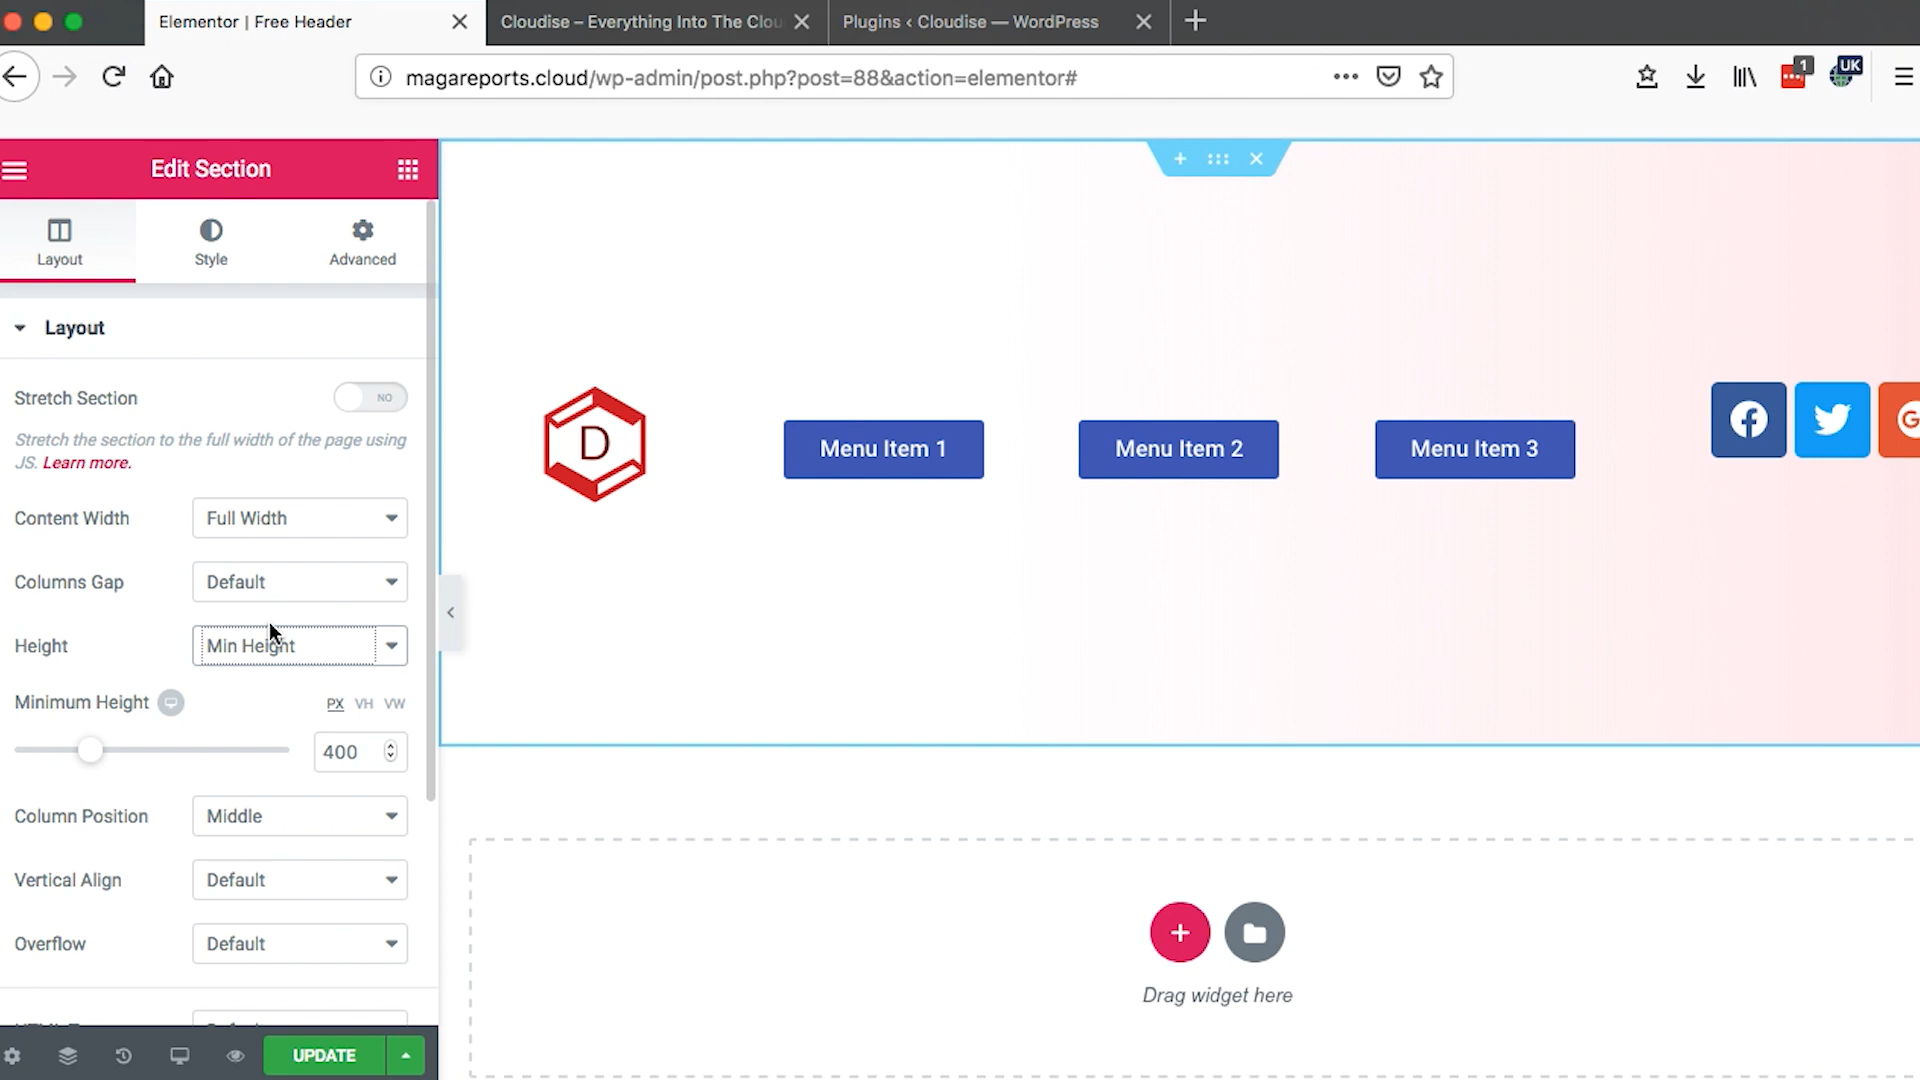 Elementor | Free Header
Cloudise – Everything Into The Clou
Plugins ‹ Cloudise — WordPress
magareports.cloud/wp-admin/post.php?post=88&action=elementor#
1
UK
Edit Section
Layout
Style
Advanced
Layout
Stretch Section
NO
Stretch the section to the full width of the page using
JS. Learn more.
Content Width
Full Width
Columns Gap
Default
Height
Min Height
Minimum Height
PX VH VW
400
Column Position
Middle
Vertical Align
Default
Overflow
Default
UPDATE
D
Menu Item 1
Menu Item 2
Menu Item 3
G
Drag widget here